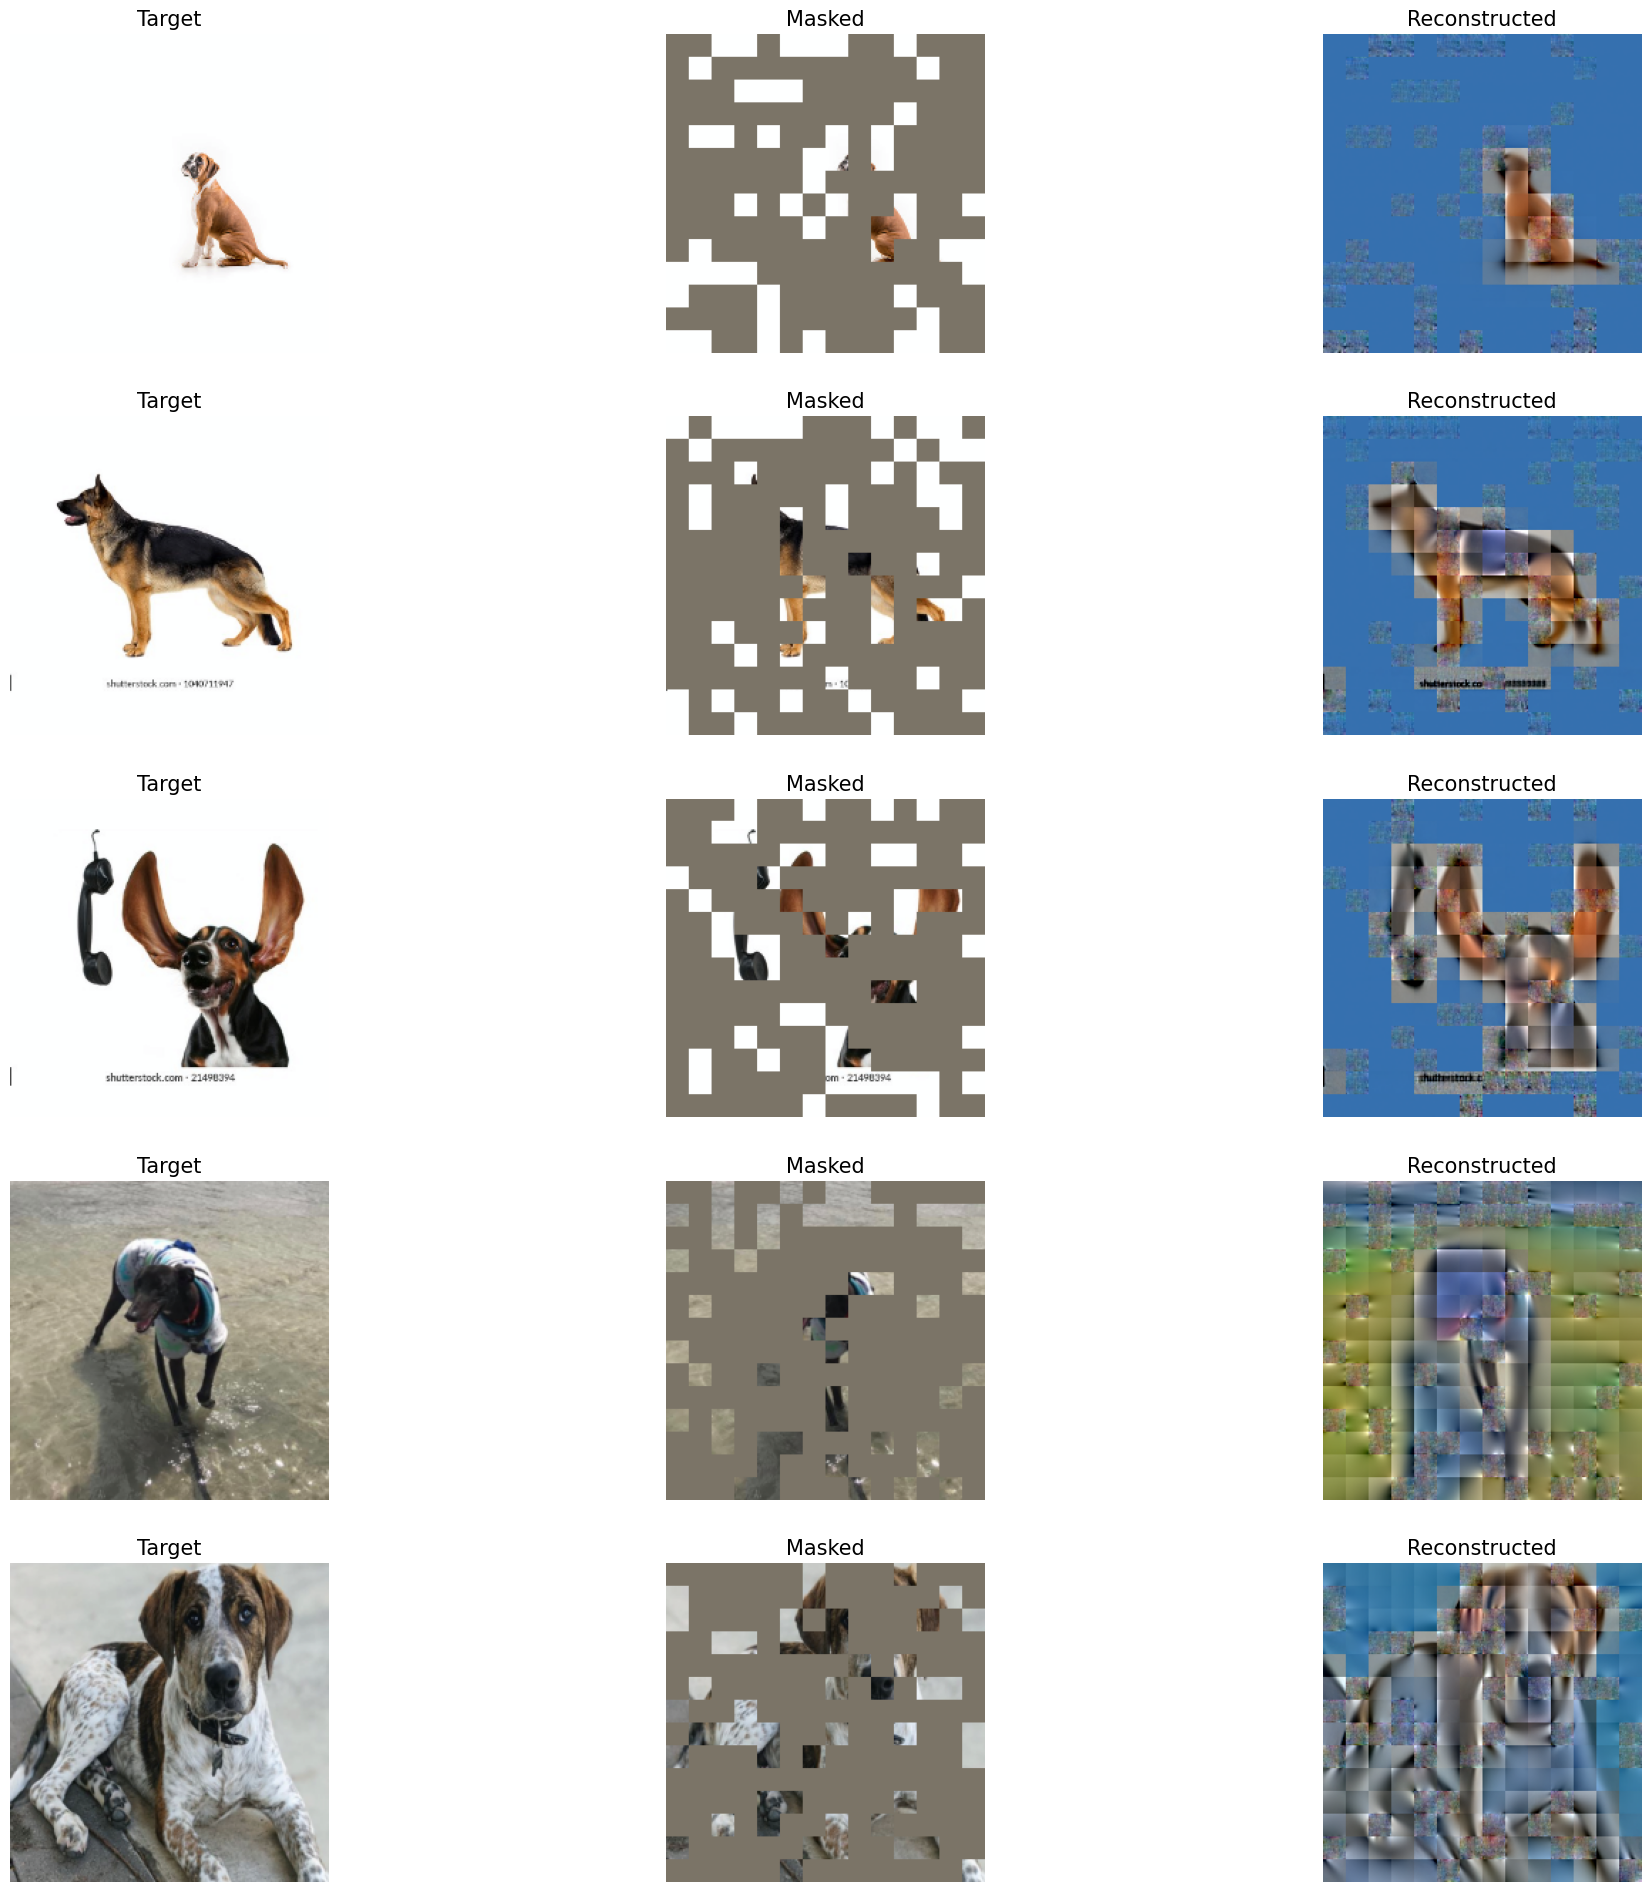 Target Masked Reconstructed
Target Masked Reconstructed
shutterstock.com · 1040711947
m · 10
shutterstock co
Target Masked Reconstructed
shutterstock.com · 21498394
om · 21498394
shutterstock.c
Target Masked Reconstructed
Target Masked Reconstructed